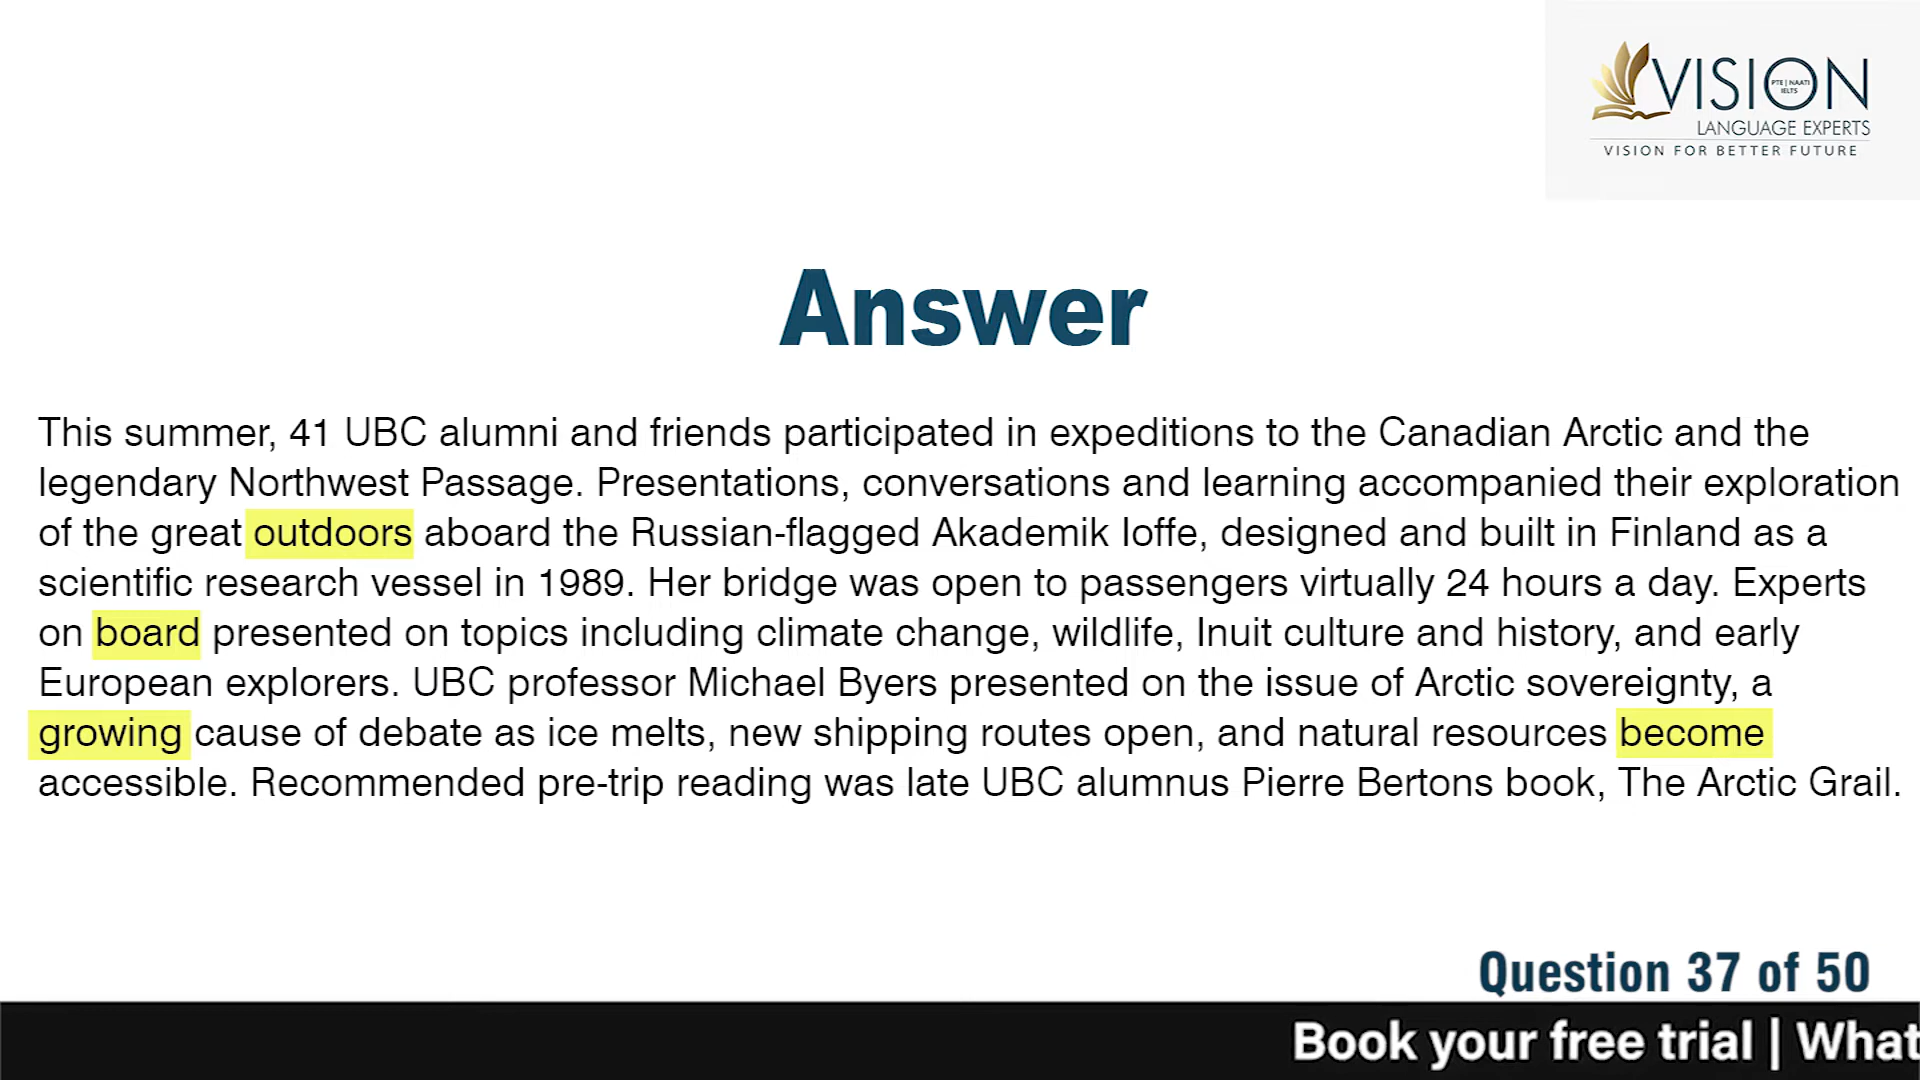 VISION
PTE | NAATI
IELTS
LANGUAGE EXPERTS
VISION FOR BETTER FUTURE
Answer
This summer, 41 UBC alumni and friends participated in expeditions to the Canadian Arctic and the
legendary Northwest Passage. Presentations, conversations and learning accompanied their exploration
of the great outdoors aboard the Russian-flagged Akademik Ioffe, designed and built in Finland as a
scientific research vessel in 1989. Her bridge was open to passengers virtually 24 hours a day. Experts
on board presented on topics including climate change, wildlife, Inuit culture and history, and early
European explorers. UBC professor Michael Byers presented on the issue of Arctic sovereignty, a
growing cause of debate as ice melts, new shipping routes open, and natural resources become
accessible. Recommended pre-trip reading was late UBC alumnus Pierre Bertons book, The Arctic Grail.
Question 37 of 50
Book your free trial | What